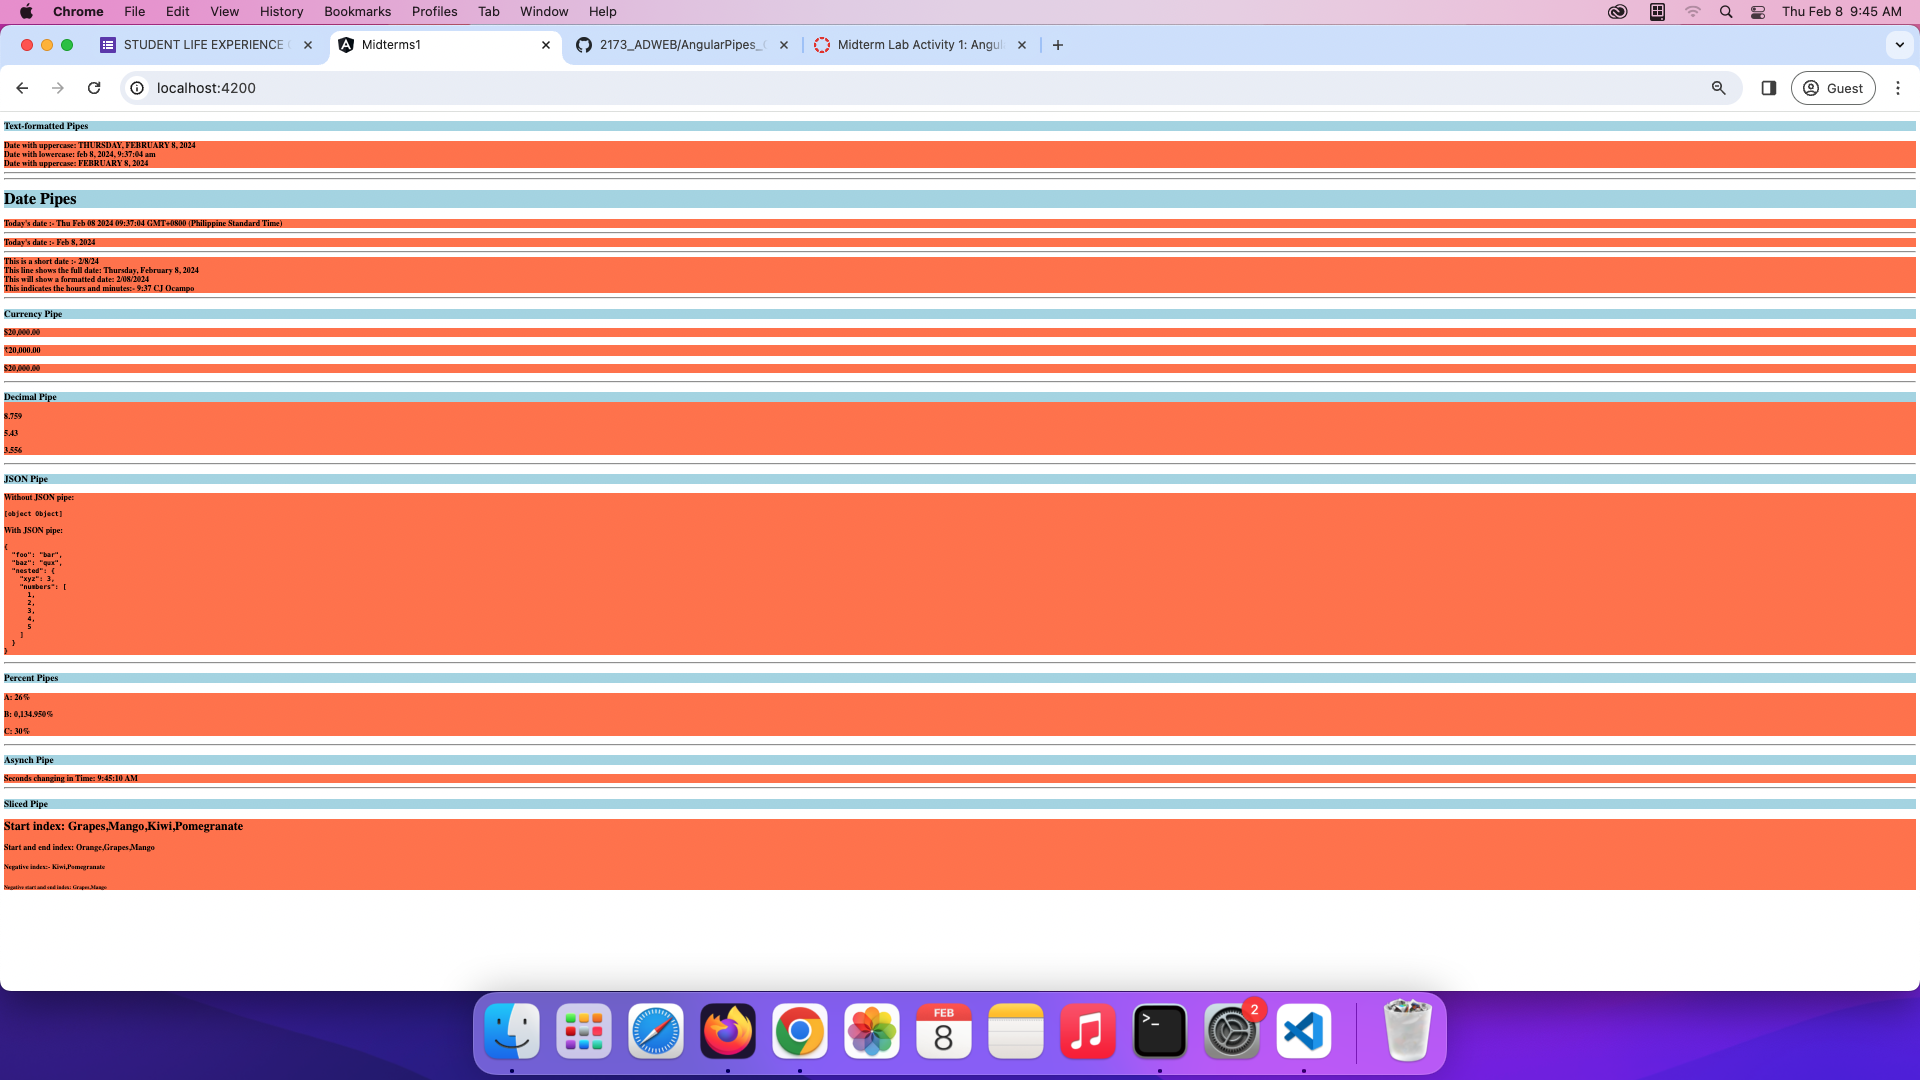 Chrome File Edit View History Bookmarks Profiles Tab Window Help Thu Feb 8 9:45 AM
STUDENT LIFE EXPERIENCE Midterms1 2173_ADWEB/AngularPipes_ Midterm Lab Activity 1: Angu
localhost:4200 Guest
Text-formatted Pipes
Date with uppercase: THURSDAY, FEBRUARY 8, 2024
Date with lowercase: feb 8, 2024, 9:37:04 am
Date with uppercase: FEBRUARY 8, 2024
Date Pipes
Today's date :- Thu Feb 08 2024 09:37:04 GMT+0800 (Philippine Standard Time)
Today's date :- Feb 8, 2024
This is a short date :- 2/8/24
This line shows the full date: Thursday, February 8, 2024
This will show a formatted date: 2/08/2024
This indicates the hours and minutes:- 9:37 CJ Ocampo
Currency Pipe
$20,000.00
₹20,000.00
$20,000.00
Decimal Pipe
8.759
5.43
3.556
JSON Pipe
Without JSON pipe:
[object Object]
With JSON pipe:
{
"foo": "bar",
"baz": "qux",
"nested": {
"xyz": 3,
"numbers": [
1,
2,
3,
4,
5
]
}
}
Percent Pipes
A: 26%
B: 0,134.950%
C: 30%
Asynch Pipe
Seconds changing in Time: 9:45:10 AM
Sliced Pipe
Start index: Grapes,Mango,Kiwi,Pomegranate
Start and end index: Orange,Grapes,Mango
Negative index:- Kiwi,Pomegranate
Negative start and end index: Grapes,Mango
FEB
8
>_
2